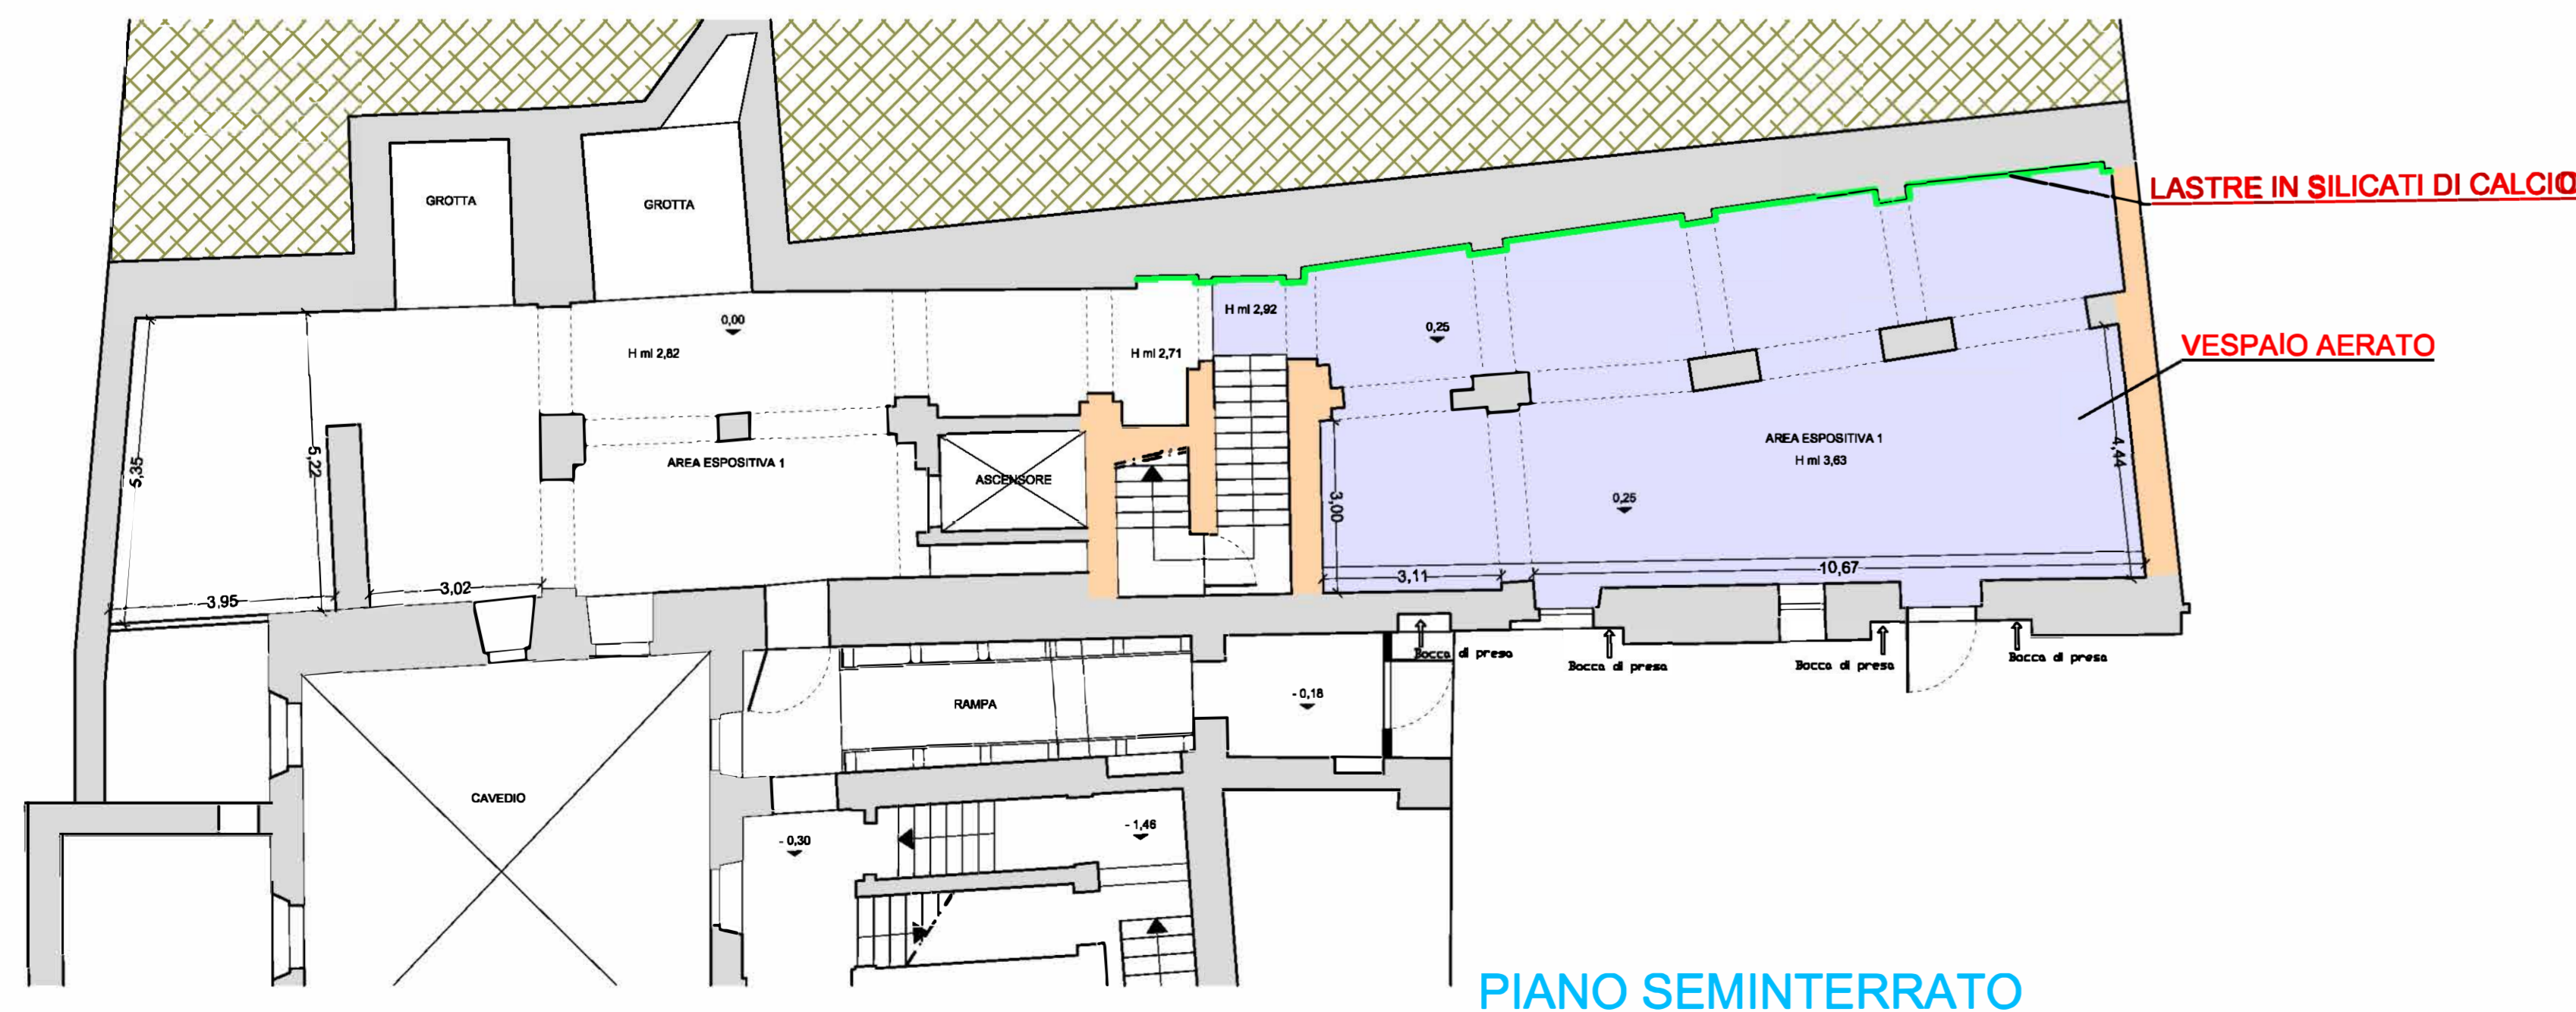 GROTTA
GROTTA
LASTRE IN SILICATI DI CALCIO
H ml 2,92
0,00
0,25
H ml 2,82
H ml 2,71
VESPAIO AERATO
5,35
5,22
AREA ESPOSITIVA 1
ASCENSORE
AREA ESPOSITIVA 1
H ml 3,63
4,44
3,00
0,25
3,95
3,02
3,11
10,67
Bocca di presa
Bocca di presa
Bocca di presa
Bocca di presa
RAMPA
- 0,18
CAVEDIO
- 0,30
- 1,46
PIANO SEMINTERRATO